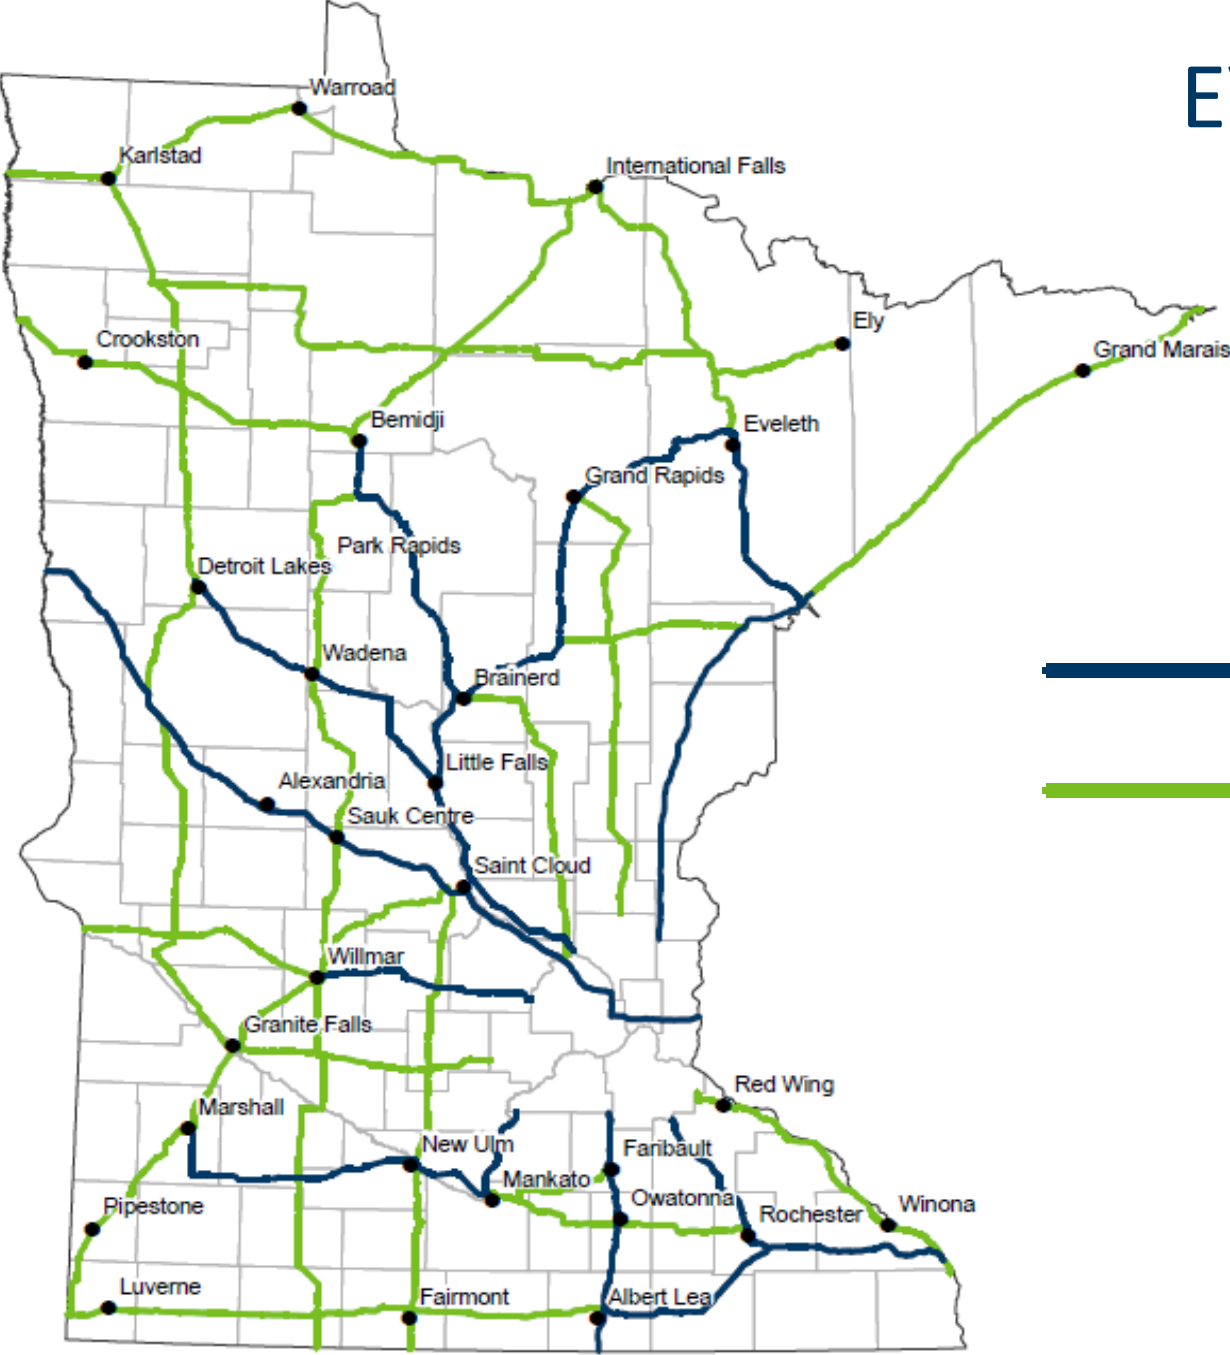 Warroad
Karlstad
International Falls
Ely
Crookston
Grand Marais
Bemidji
Eveleth
Grand Rapids
Park Rapids
Detroit Lakes
Wadena
Brainerd
Little Falls
Alexandria
Sauk Centre
Saint Cloud
Willmar
Granite Falls
Red Wing
Marshall
New Ulm
Faribault
Mankato
Owatonna
Pipestone
Rochester
Winona
Luverne
Fairmont
Albert Lea